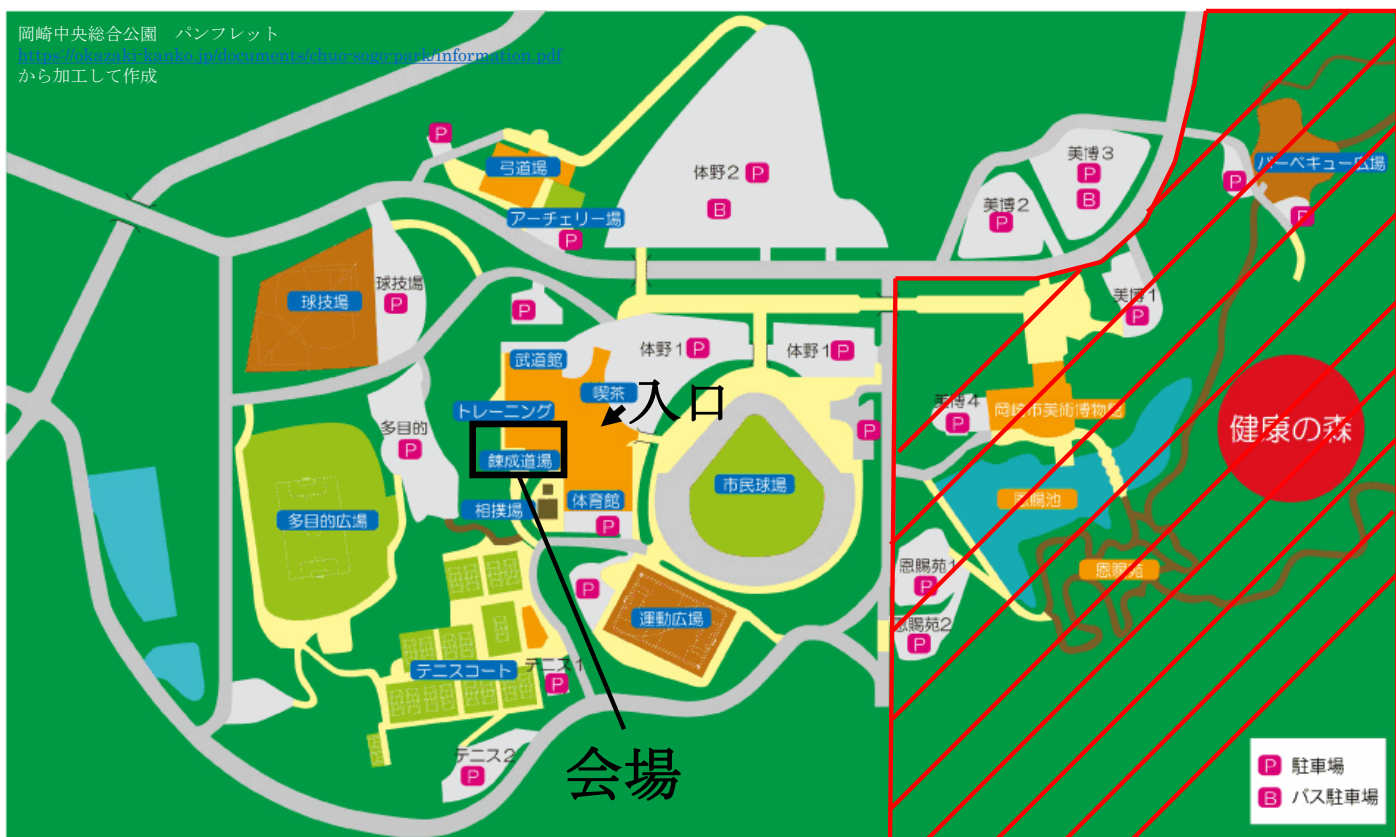 岡崎中央総合公園　パンフレット
https://okazaki-kanko.jp/documents/chuo-sogo-park/information.pdf
から加工して作成
P
弓道場
アーチェリー場
P
体野2 P
B
美博3
P
B
美博2
P
P
バーベキュー広場
P
球技場
球技場
P
P
美博1
P
武道館
体野1 P
体野1 P
喫茶
入口
トレーニング
錬成道場
多目的
P
P
美博4
P
岡崎市美術博物館
健康の森
市民球場
相撲場
体育館
P
多目的広場
恩賜池
恩賜苑1
P
恩賜苑
P
運動広場
恩賜苑2
P
テニスコート
テニス1
P
テニス2
P
会場
P 駐車場
B バス駐車場